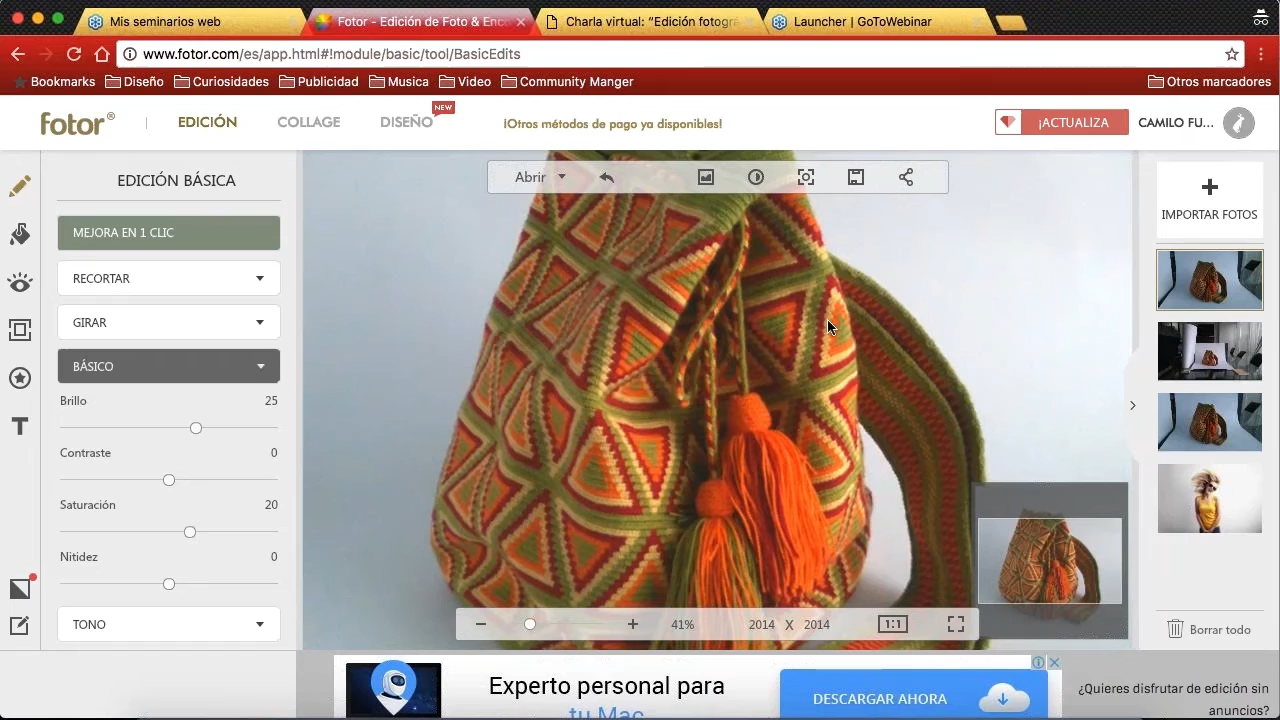 Mis seminarios web
Fotor - Edición de Foto & Enco
Charla virtual: “Edición fotogr
Launcher | GoToWebinar
www.fotor.com/es/app.html#!module/basic/tool/BasicEdits
Bookmarks Diseño Curiosidades Publicidad Musica Video Community Manger Otros marcadores
fotor® EDICIÓN COLLAGE DISEÑO NEW ¡Otros métodos de pago ya disponibles! ¡ACTUALIZA CAMILO FU...
EDICIÓN BÁSICA
MEJORA EN 1 CLIC
RECORTAR
GIRAR
BÁSICO
Brillo 25
Contraste 0
Saturación 20
Nitidez 0
TONO
Abrir
41% 2014 X 2014 1:1
IMPORTAR FOTOS
Borrar todo
Experto personal para
tu Mac
DESCARGAR AHORA
¿Quieres disfrutar de edición sin
anuncios?